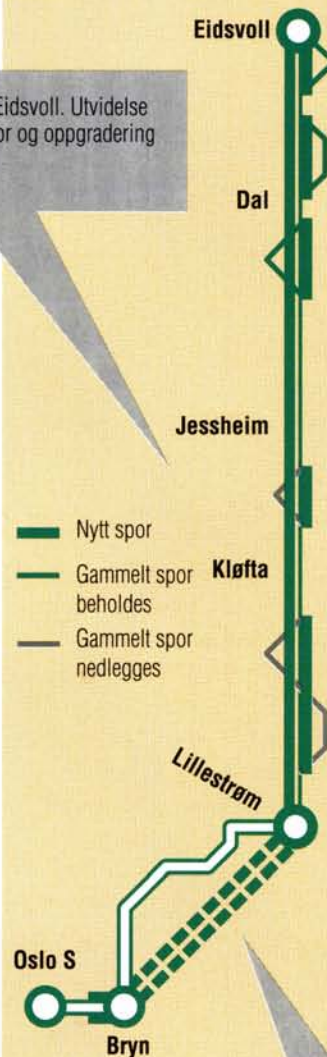 Eidsvoll
Eidsvoll. Utvidelse
or og oppgradering
Dal
Jessheim
Nytt spor
Kløfta
Gammelt spor
beholdes
Gammelt spor
nedlegges
Lillestrøm
Oslo S
Bryn